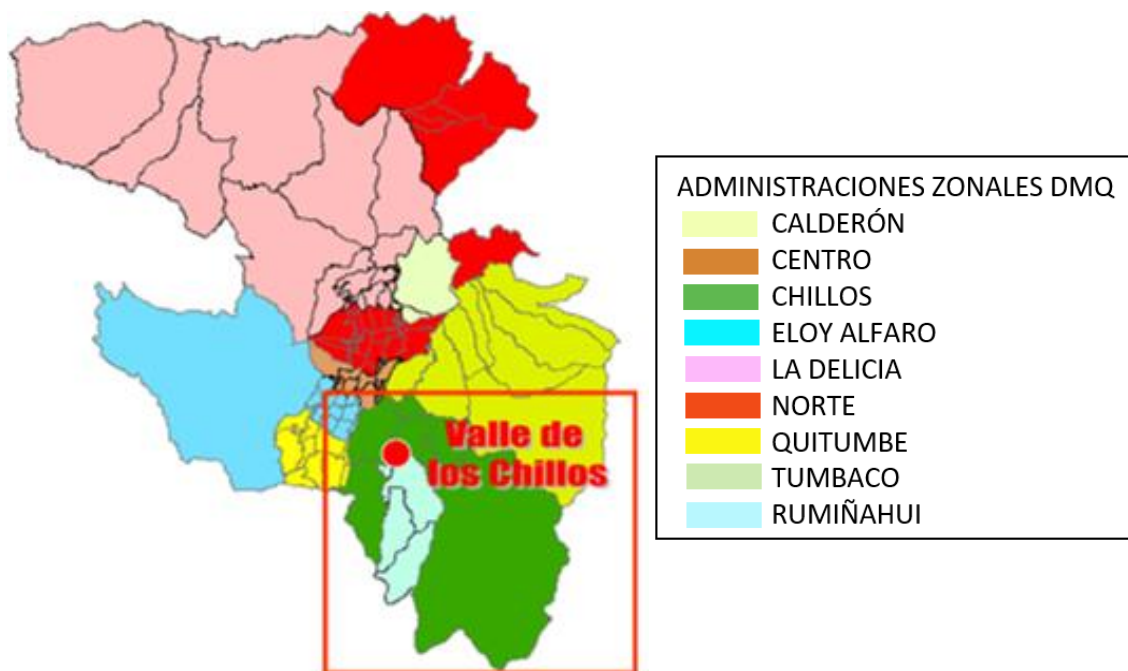 Valle de
los Chillos
ADMINISTRACIONES ZONALES DMQ
CALDERÓN
CENTRO
CHILLOS
ELOY ALFARO
LA DELICIA
NORTE
QUITUMBE
TUMBACO
RUMIÑAHUI